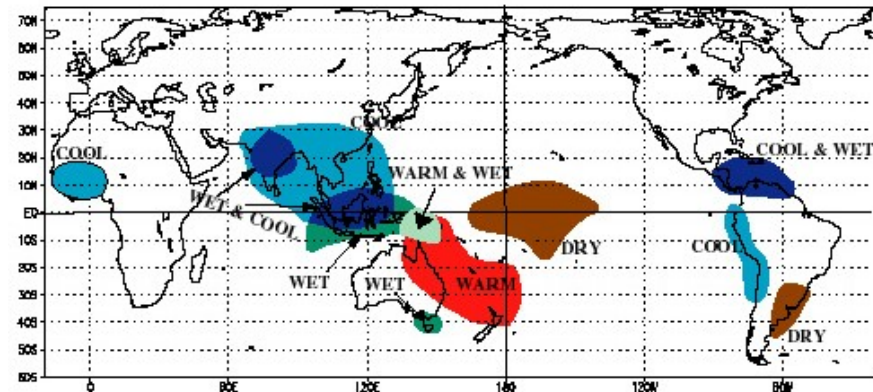 70N
60N
50N
40N
30N
20N
10N
EQ
10S
20S
30S
40S
50S
60S
0
60E
120E
180
120W
60W
COOL
COOL
WET & COOL
WARM & WET
COOL & WET
WET
WET
WARM
DRY
COOL
DRY